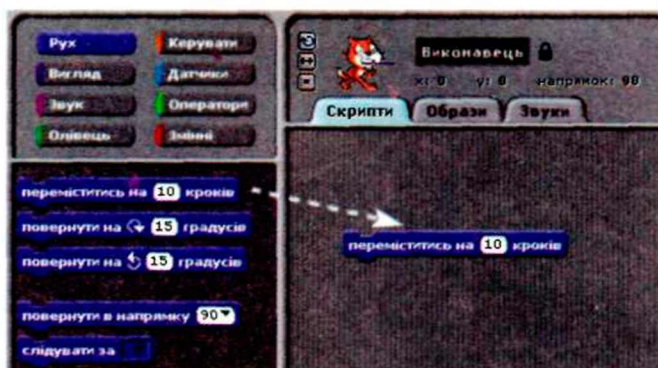 Рух
Керувати
Вигляд
Датчики
Звук
Оператори
Олівець
Змінні
Виконавець
x: 0 y: 0 напрямок: 90
Скрипти
Образи
Звуки
переміститись на 10 кроків
повернути на 15 градусів
повернути на 15 градусів
повернути в напрямку 90
слідувати за
переміститись на 10 кроків